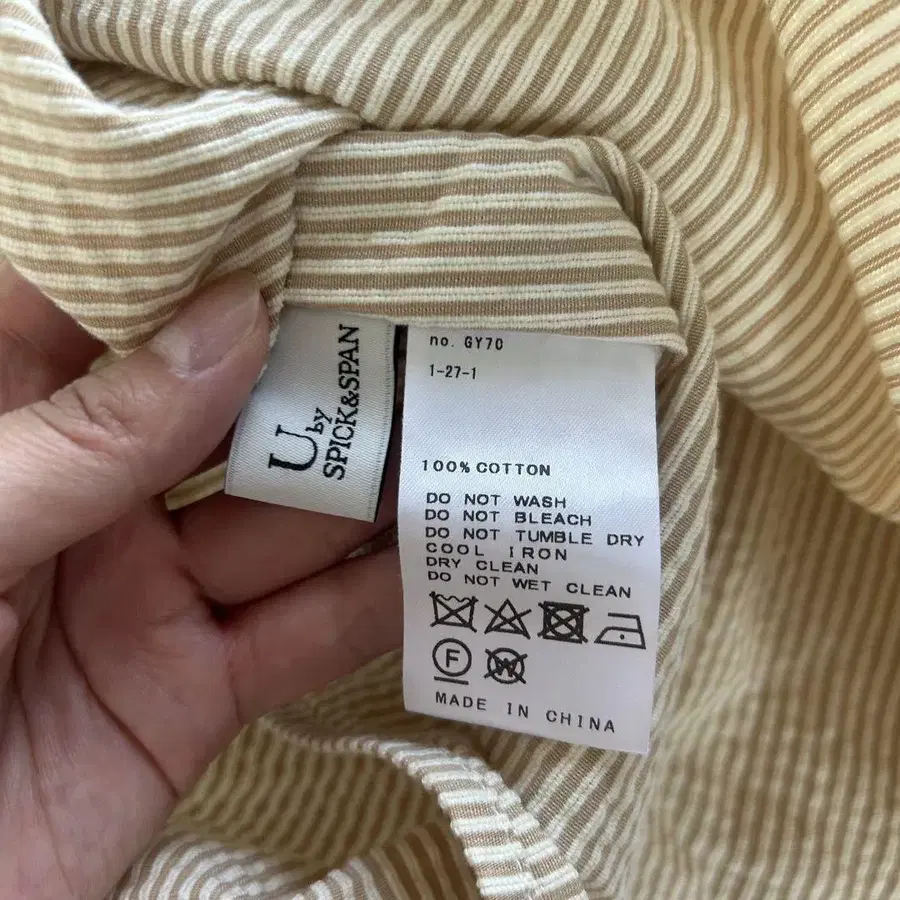 U by
SPICK&SPAN
no. GY70
1-27-1
100% COTTON
DO NOT WASH
DO NOT BLEACH
DO NOT TUMBLE DRY
COOL IRON
DRY CLEAN
DO NOT WET CLEAN
F
W
MADE IN CHINA